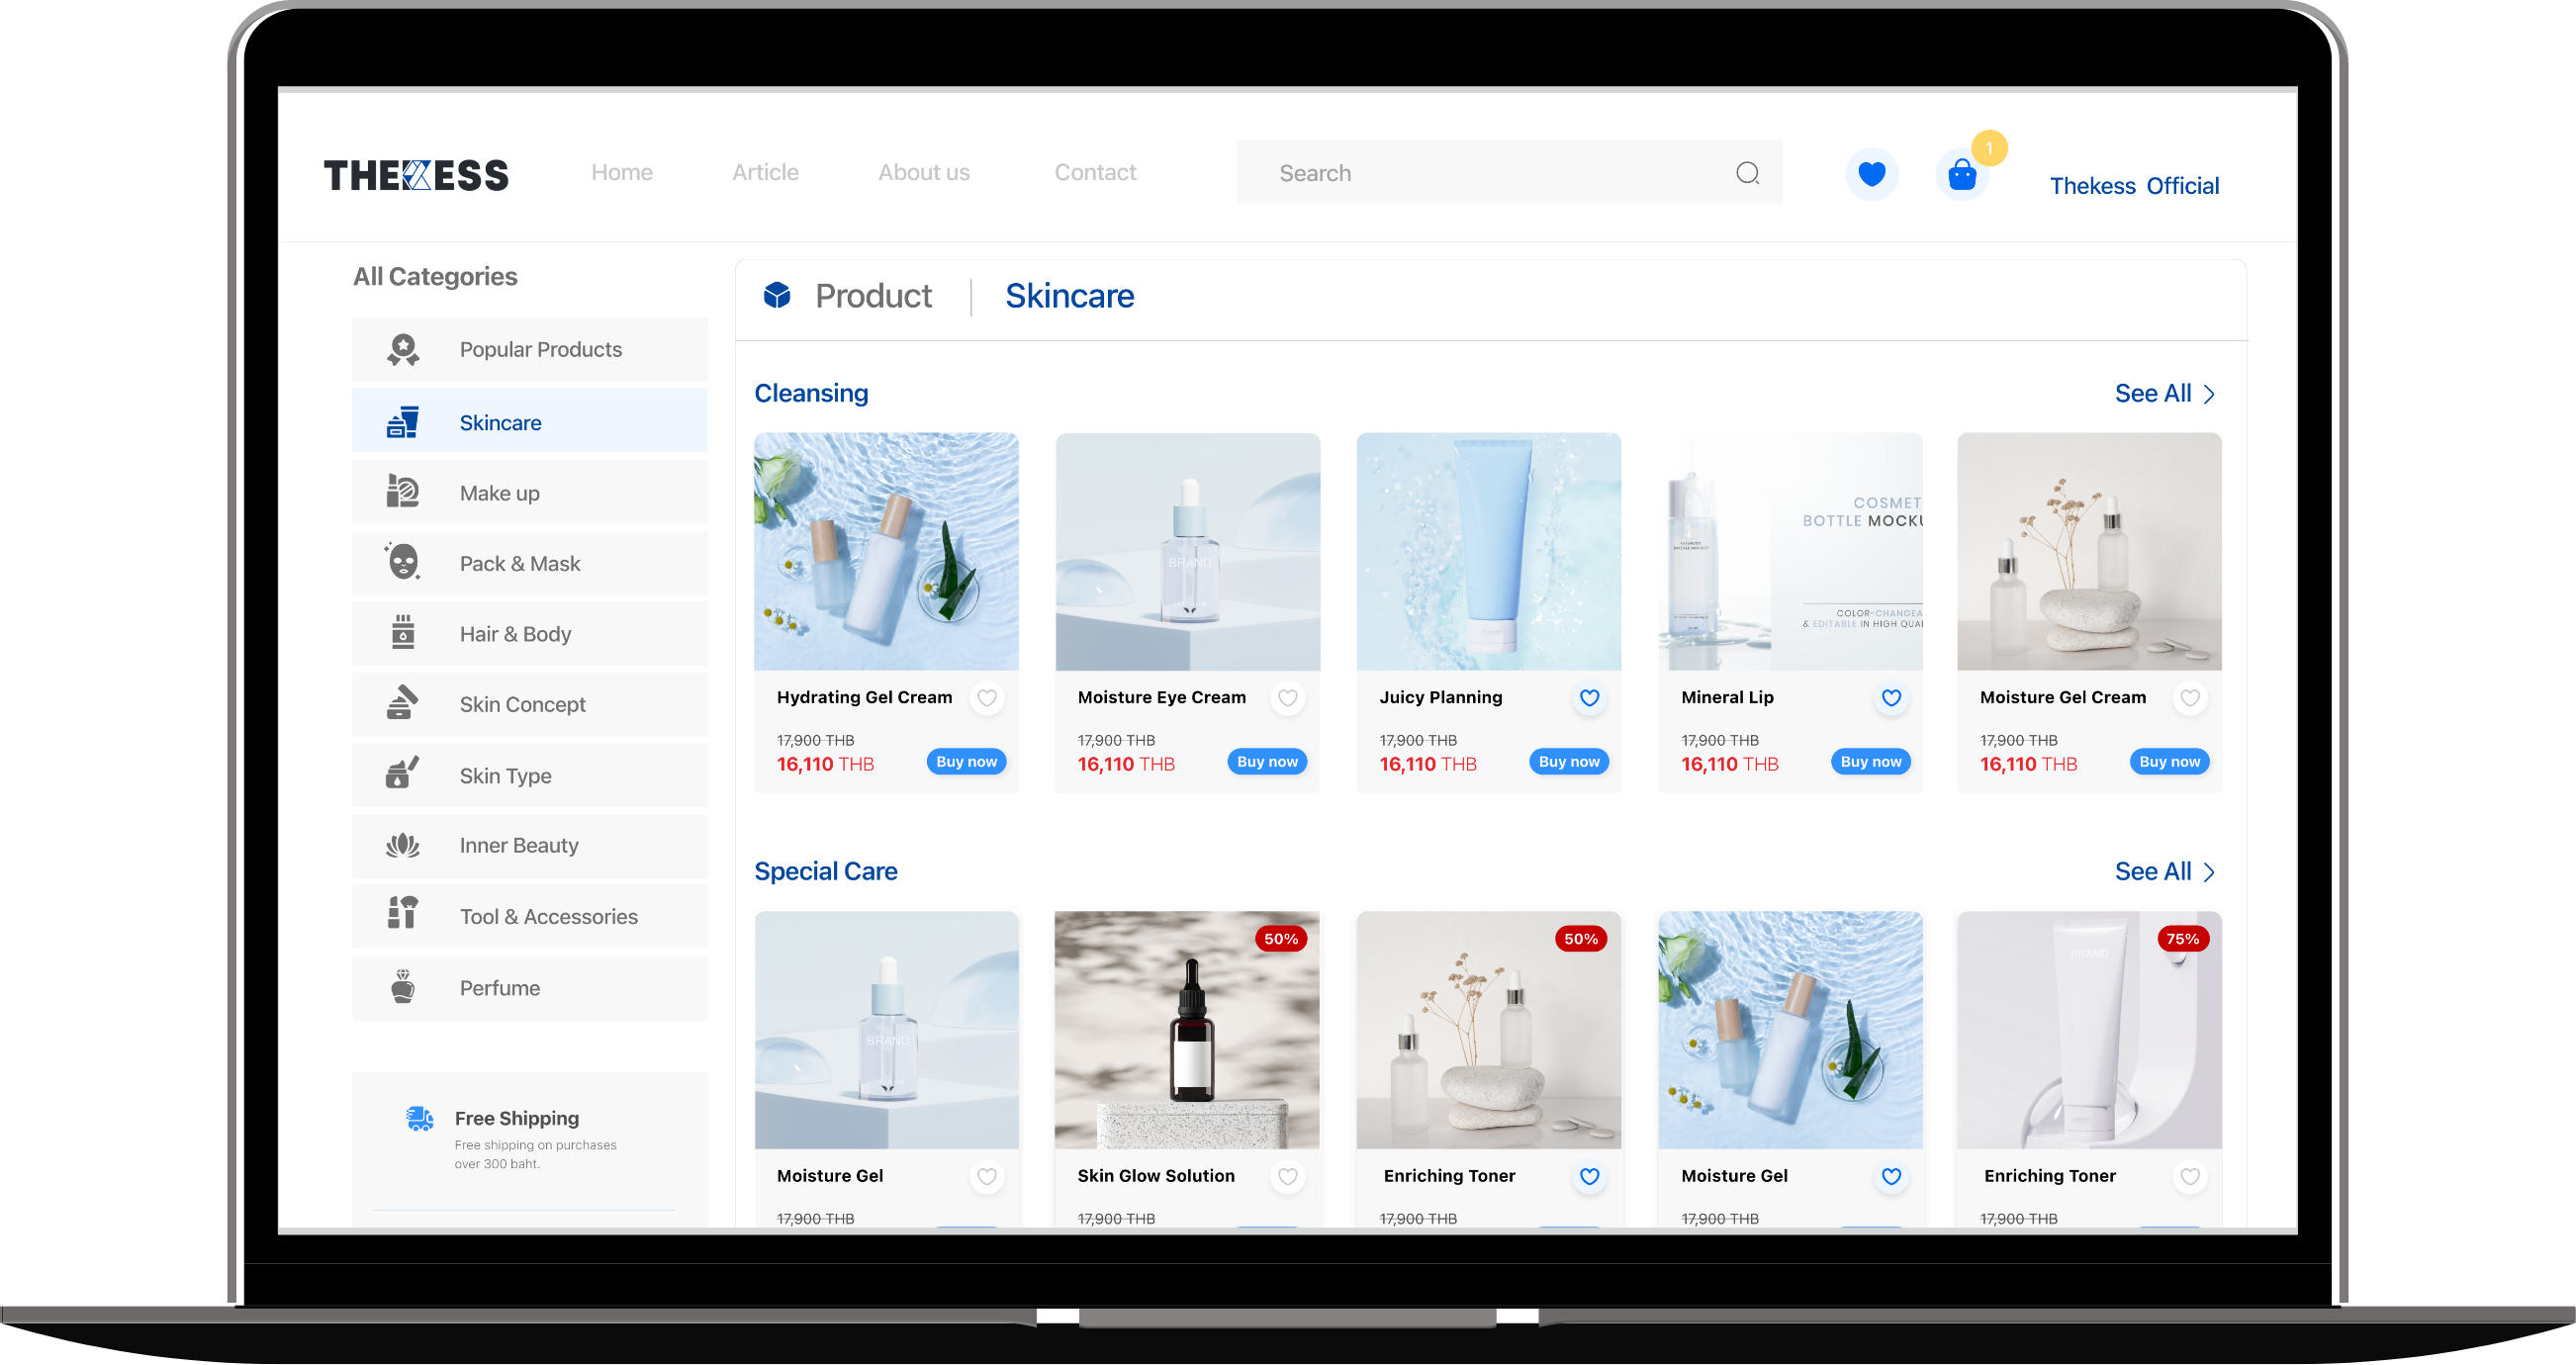 THEKESS
Home
Article
About us
Contact
Search
1
Thekess Official
All Categories
Popular Products
Skincare
Make up
Pack & Mask
Hair & Body
Skin Concept
Skin Type
Inner Beauty
Tool & Accessories
Perfume
Free Shipping
Free shipping on purchases
over 300 baht.
Product
Skincare
Cleansing
See All
BRAND
COSMET
BOTTLE MOCKU
COSMETIC
BOTTLE MOCKUP
COLOR-CHANGEA
& EDITABLE IN HIGH QUAL
Hydrating Gel Cream
17,900 THB
16,110 THB
Buy now
Moisture Eye Cream
17,900 THB
16,110 THB
Buy now
Juicy Planning
17,900 THB
16,110 THB
Buy now
Mineral Lip
17,900 THB
16,110 THB
Buy now
Moisture Gel Cream
17,900 THB
16,110 THB
Buy now
Special Care
See All
BRAND
50%
50%
75%
BRAND
Moisture Gel
17,900 THB
Skin Glow Solution
17,900 THB
Enriching Toner
17,900 THB
Moisture Gel
17,900 THB
Enriching Toner
17,900 THB